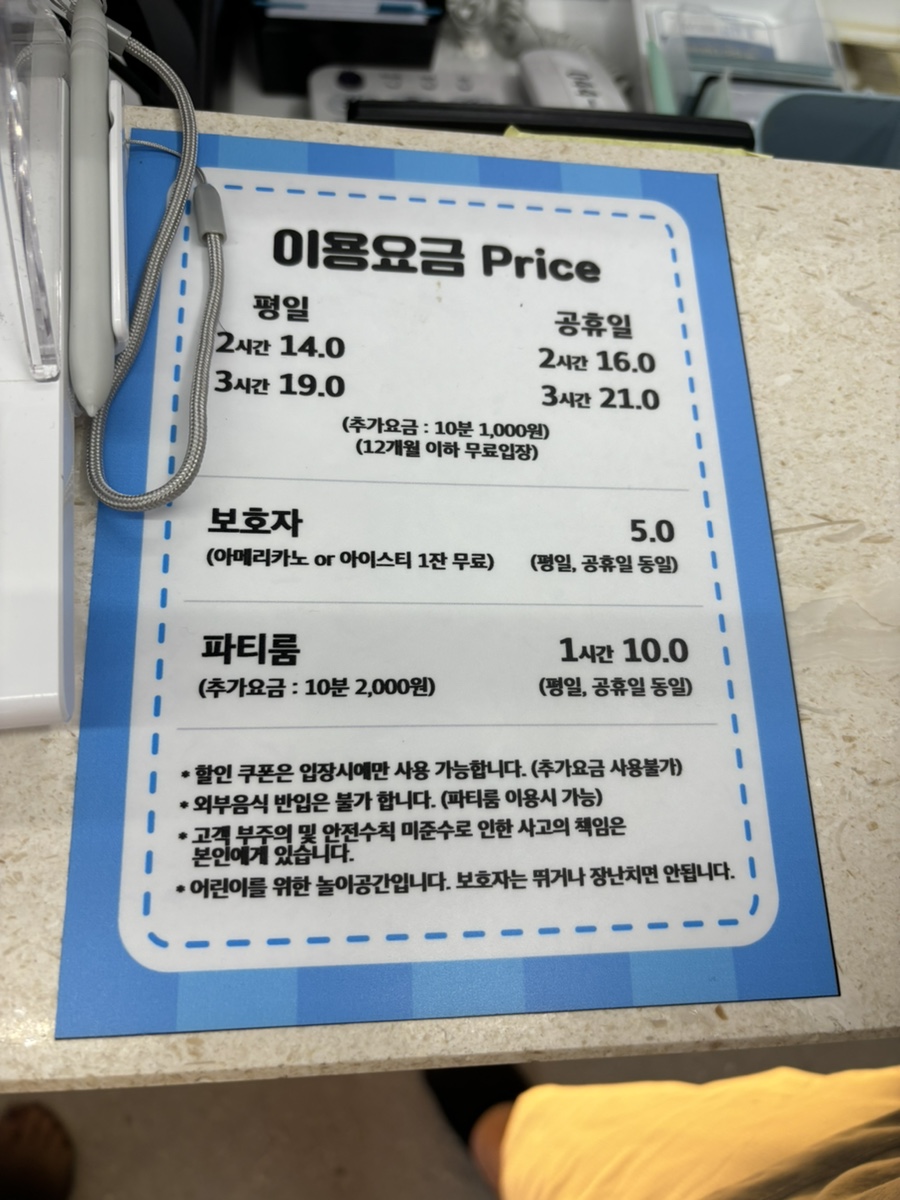 이용요금 Price
평일
2시간 14.0
3시간 19.0
공휴일
2시간 16.0
3시간 21.0
(추가요금 : 10분 1,000원)
(12개월 이하 무료입장)
보호자 5.0
(아메리카노 or 아이스티 1잔 무료) (평일, 공휴일 동일)
파티룸 1시간 10.0
(추가요금 : 10분 2,000원) (평일, 공휴일 동일)
* 할인 쿠폰은 입장시에만 사용 가능합니다. (추가요금 사용불가)
* 외부음식 반입은 불가 합니다. (파티룸 이용시 가능)
* 고객 부주의 및 안전수칙 미준수로 인한 사고의 책임은
본인에게 있습니다.
* 어린이를 위한 놀이공간입니다. 보호자는 뛰거나 장난치면 안됩니다.